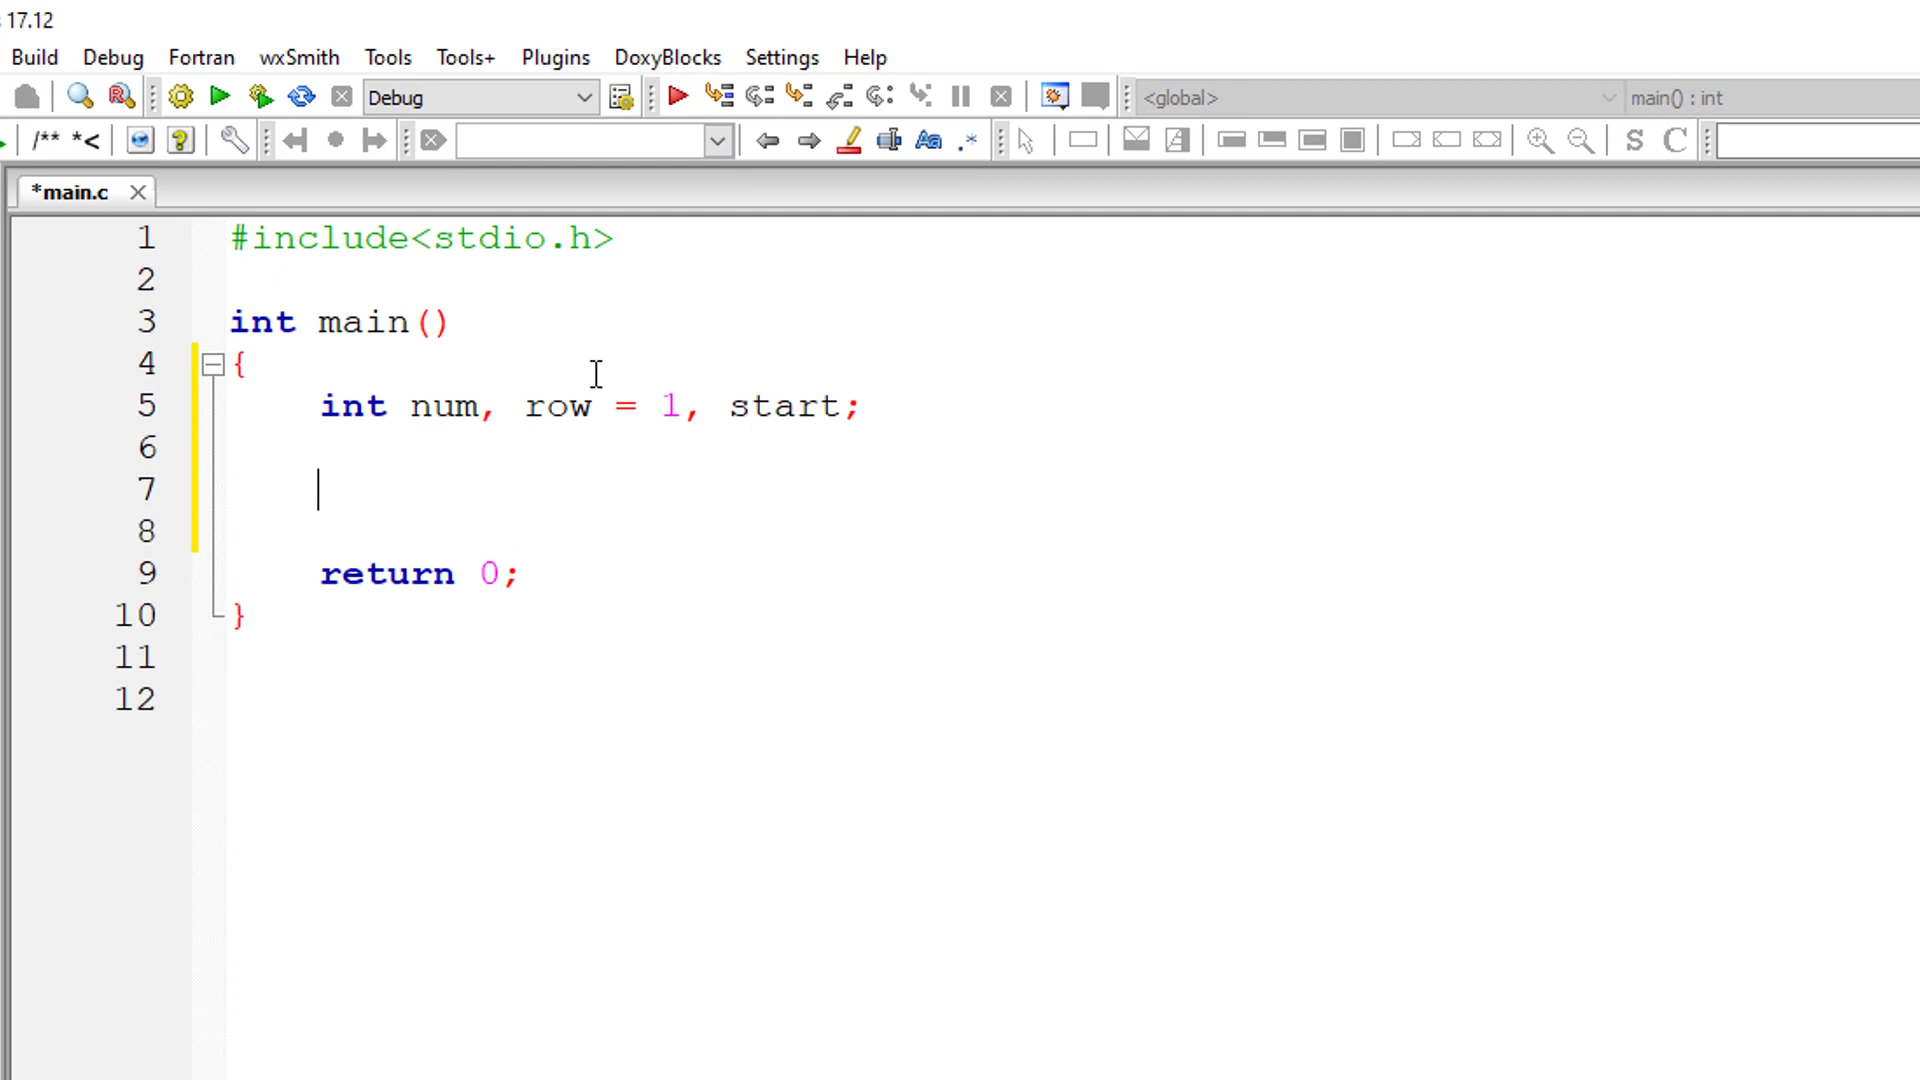 17.12
Build Debug Fortran wxSmith Tools Tools+ Plugins DoxyBlocks Settings Help
Debug <global> main() : int
/** *< Aa .* S C
*main.c
1 #include<stdio.h>
2
3 int main()
4 {
5 int num, row = 1, start;
6
7
8
9 return 0;
10 }
11
12